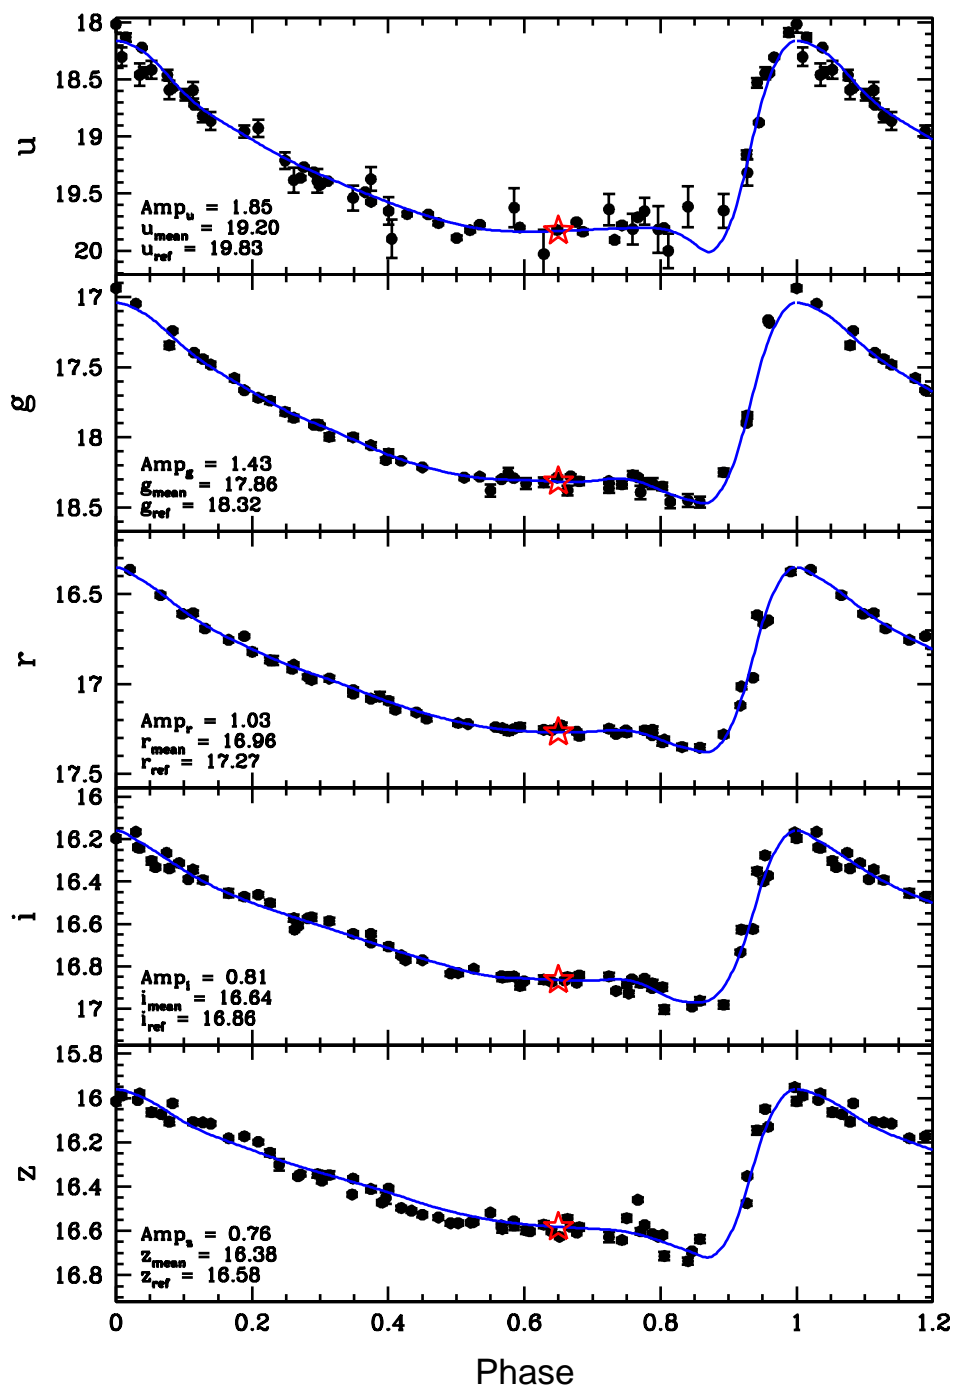 18
18.5
19
19.5
20
u
Amp_u = 1.85
u_mean = 19.20
u_ref = 19.83
17
17.5
18
18.5
g
Amp_g = 1.43
g_mean = 17.86
g_ref = 18.32
16.5
17
17.5
r
Amp_r = 1.03
r_mean = 16.96
r_ref = 17.27
16
16.2
16.4
16.6
16.8
17
i
Amp_i = 0.81
i_mean = 16.64
i_ref = 16.86
15.8
16
16.2
16.4
16.6
16.8
z
Amp_z = 0.76
z_mean = 16.38
z_ref = 16.58
0 0.2 0.4 0.6 0.8 1 1.2
Phase